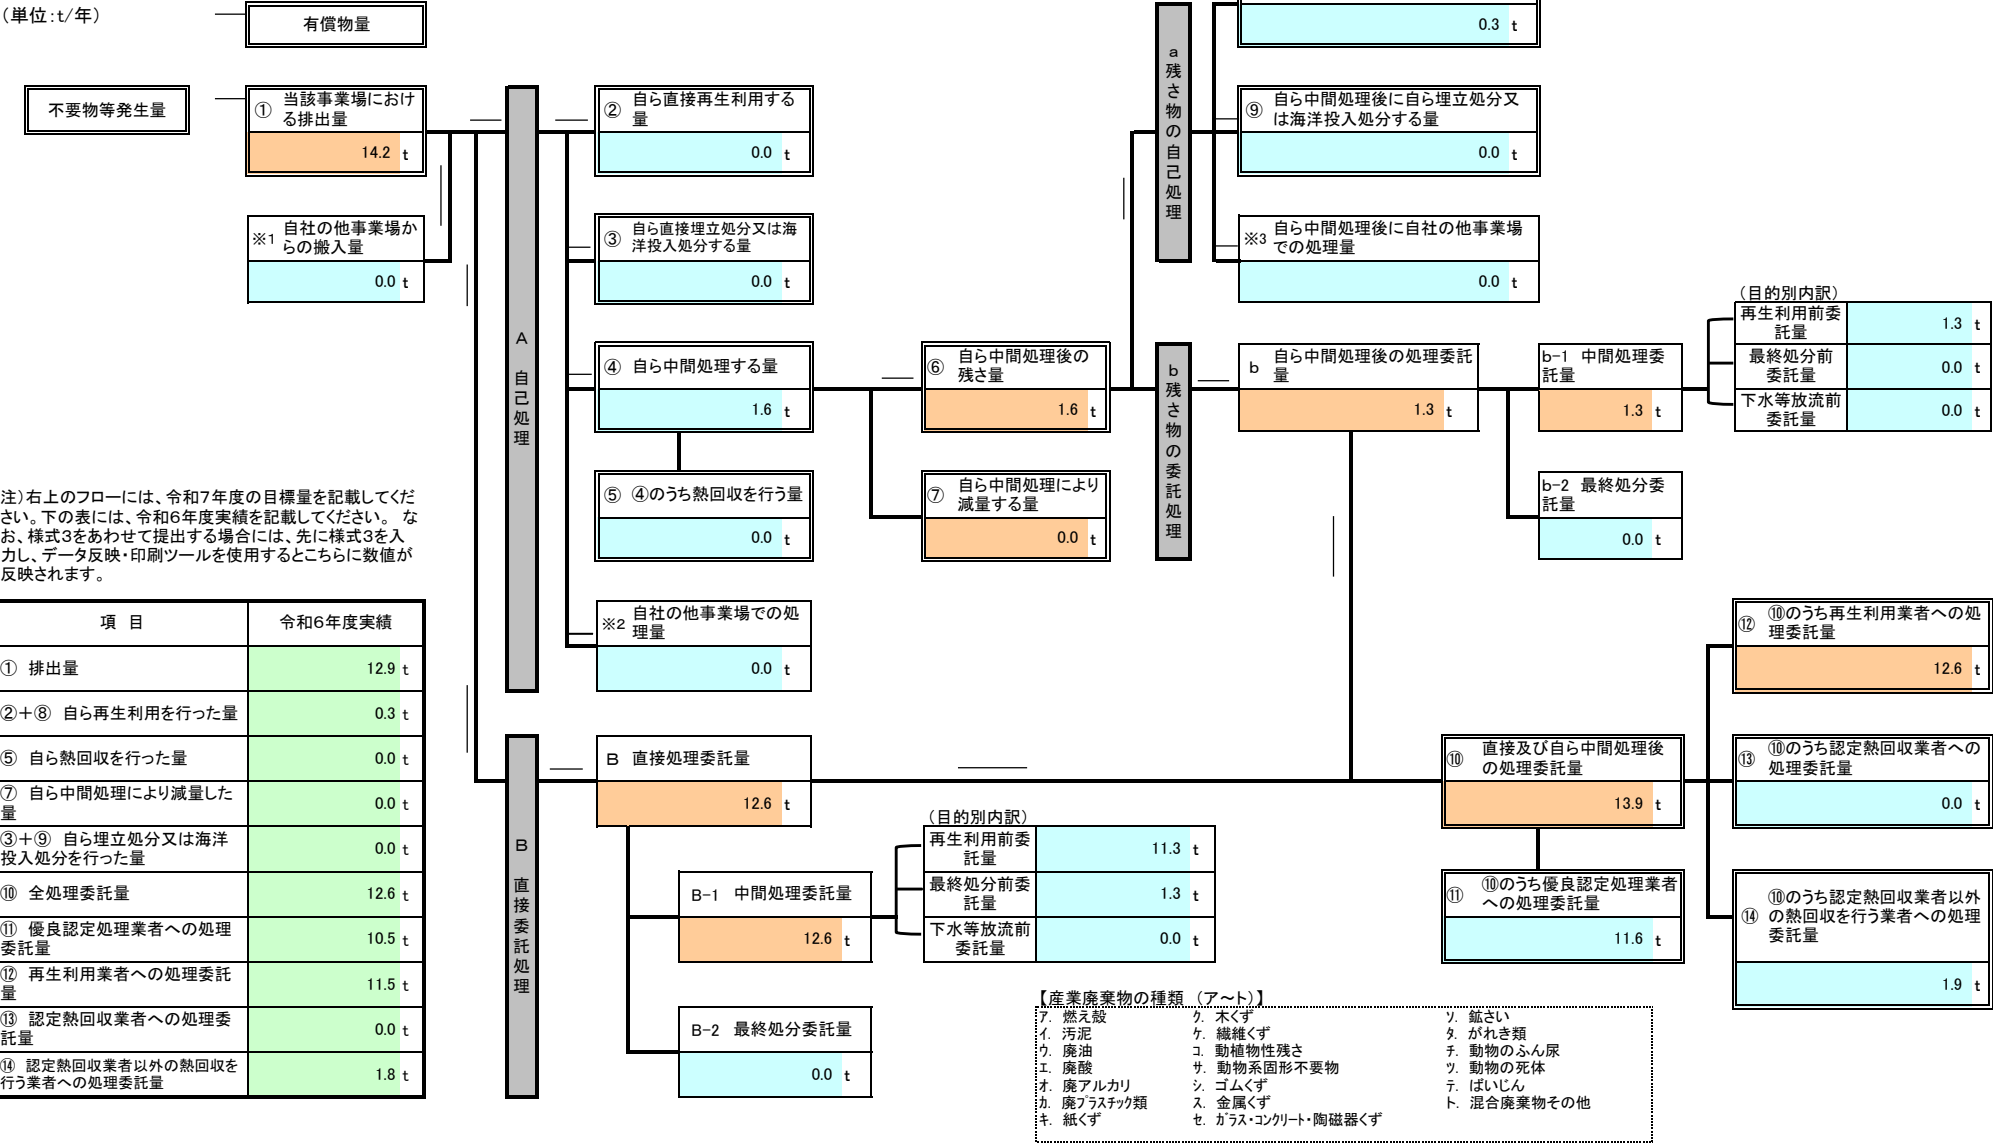 （単位：t/年）
有償物量
0.3 t
不要物等発生量
① 当該事業場におけ
る排出量
14.2 t
② 自ら直接再生利用する
量
0.0 t
⑨ 自ら中間処理後に自ら埋立処分又
は海洋投入処分する量
0.0 t
a 残さ物の自己処理
※1 自社の他事業場か
らの搬入量
0.0 t
③ 自ら直接埋立処分又は海
洋投入処分する量
0.0 t
※3 自ら中間処理後に自社の他事業場
での処理量
0.0 t
A 自己処理
④ 自ら中間処理する量
1.6 t
⑥ 自ら中間処理後の
残さ量
1.6 t
b 残さ物の委託処理
b 自ら中間処理後の処理委託
量
1.3 t
b-1 中間処理委
託量
1.3 t
（目的別内訳）
再生利用前委
託量
1.3 t
最終処分前
委託量
0.0 t
下水等放流前
委託量
0.0 t
⑤ ④のうち熱回収を行う量
0.0 t
⑦ 自ら中間処理により
減量する量
0.0 t
b-2 最終処分委
託量
0.0 t
注）右上のフローには、令和７年度の目標量を記載してくだ
さい。下の表には、令和６年度実績を記載してください。 な
お、様式３をあわせて提出する場合には、先に様式３を入
力し、データ反映・印刷ツールを使用するとこちらに数値が
反映されます。
※２ 自社の他事業場での処
理量
0.0 t
項 目 令和６年度実績
① 排出量 12.9 t
②＋⑧ 自ら再生利用を行った量 0.3 t
⑤ 自ら熱回収を行った量 0.0 t
⑦ 自ら中間処理により減量した
量 0.0 t
③＋⑨ 自ら埋立処分又は海洋
投入処分を行った量 0.0 t
⑩ 全処理委託量 12.6 t
⑪ 優良認定処理業者への処理
委託量 10.5 t
⑫ 再生利用業者への処理委託
量 11.5 t
⑬ 認定熱回収業者への処理委
託量 0.0 t
⑭ 認定熱回収業者以外の熱回収を
行う業者への処理委託量 1.8 t
B 直接委託処理
B 直接処理委託量
12.6 t
B-1 中間処理委託量
12.6 t
B-2 最終処分委託量
0.0 t
（目的別内訳）
再生利用前委
託量
11.3 t
最終処分前委
託量
1.3 t
下水等放流前
委託量
0.0 t
⑩ 直接及び自ら中間処理後
の処理委託量
13.9 t
⑪ ⑩のうち優良認定処理業者
への処理委託量
11.6 t
⑫ ⑩のうち再生利用業者への処
理委託量
12.6 t
⑬ ⑩のうち認定熱回収業者への
処理委託量
0.0 t
⑭ ⑩のうち認定熱回収業者以外
の熱回収を行う業者への処理
委託量
1.9 t
【産業廃棄物の種類 （ア～ト）】
ｱ. 燃え殻
ｲ. 汚泥
ｳ. 廃油
ｴ. 廃酸
ｵ. 廃アルカリ
ｶ. 廃ﾌﾟﾗｽﾁｯｸ類
ｷ. 紙くず
ｸ. 木くず
ｹ. 繊維くず
ｺ. 動植物性残さ
ｻ. 動物系固形不要物
ｼ. ゴムくず
ｽ. 金属くず
ｾ. ｶﾞﾗｽ・ｺﾝｸﾘｰﾄ・陶磁器くず
ｿ. 鉱さい
ﾀ. がれき類
ﾁ. 動物のふん尿
ﾂ. 動物の死体
ﾃ. ばいじん
ﾄ. 混合廃棄物その他